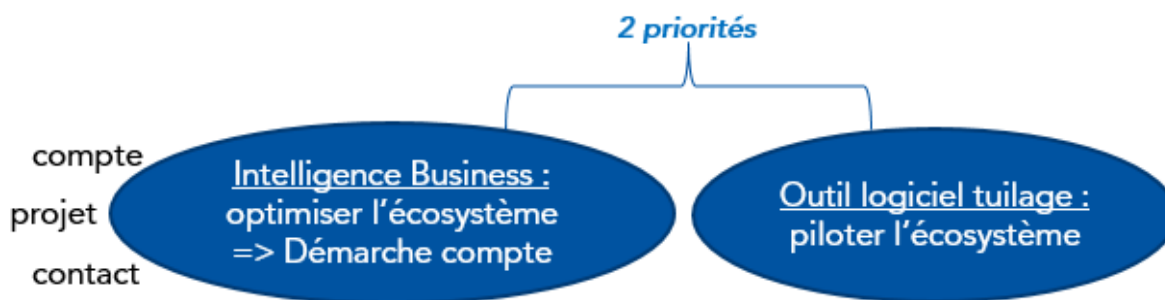 2 priorités
compte
projet
contact
Intelligence Business :
optimiser l’écosystème
=> Démarche compte
Outil logiciel tuilage :
piloter l’écosystème